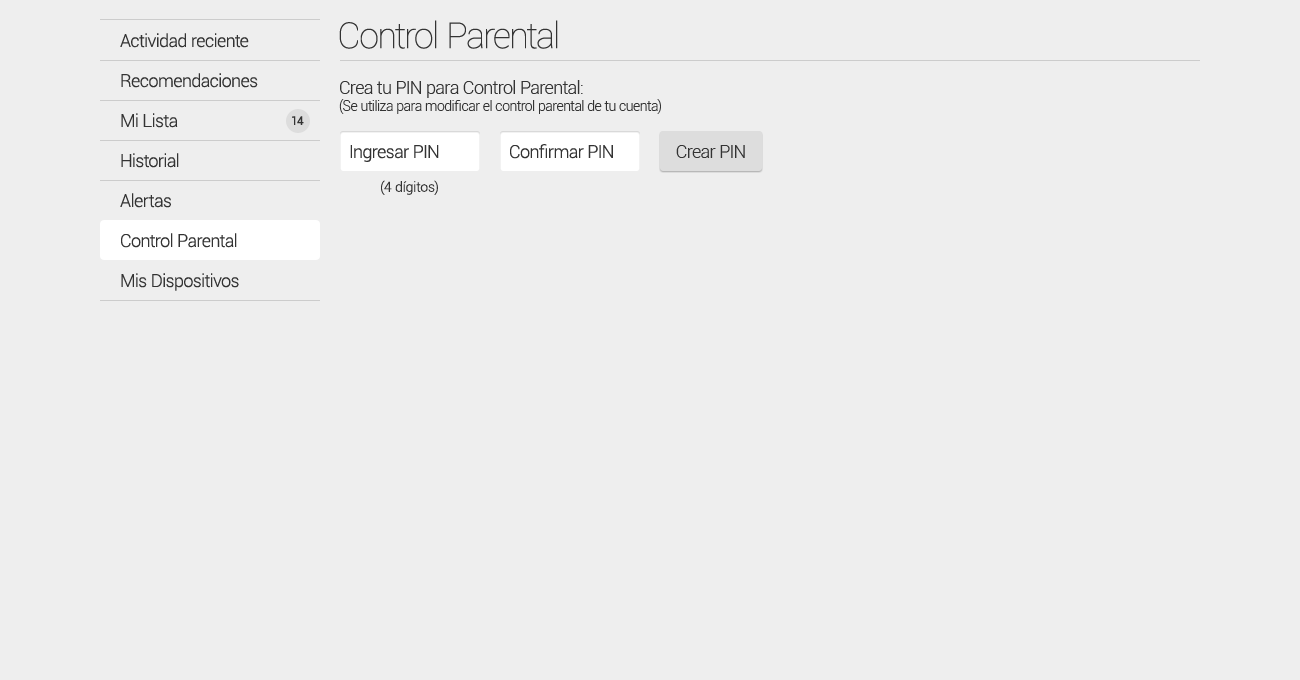 Actividad reciente
Recomendaciones
Mi Lista
14
Historial
Alertas
Control Parental
Mis Dispositivos
Control Parental
Crea tu PIN para Control Parental:
(Se utiliza para modificar el control parental de tu cuenta)
Ingresar PIN
Confirmar PIN
Crear PIN
(4 dígitos)